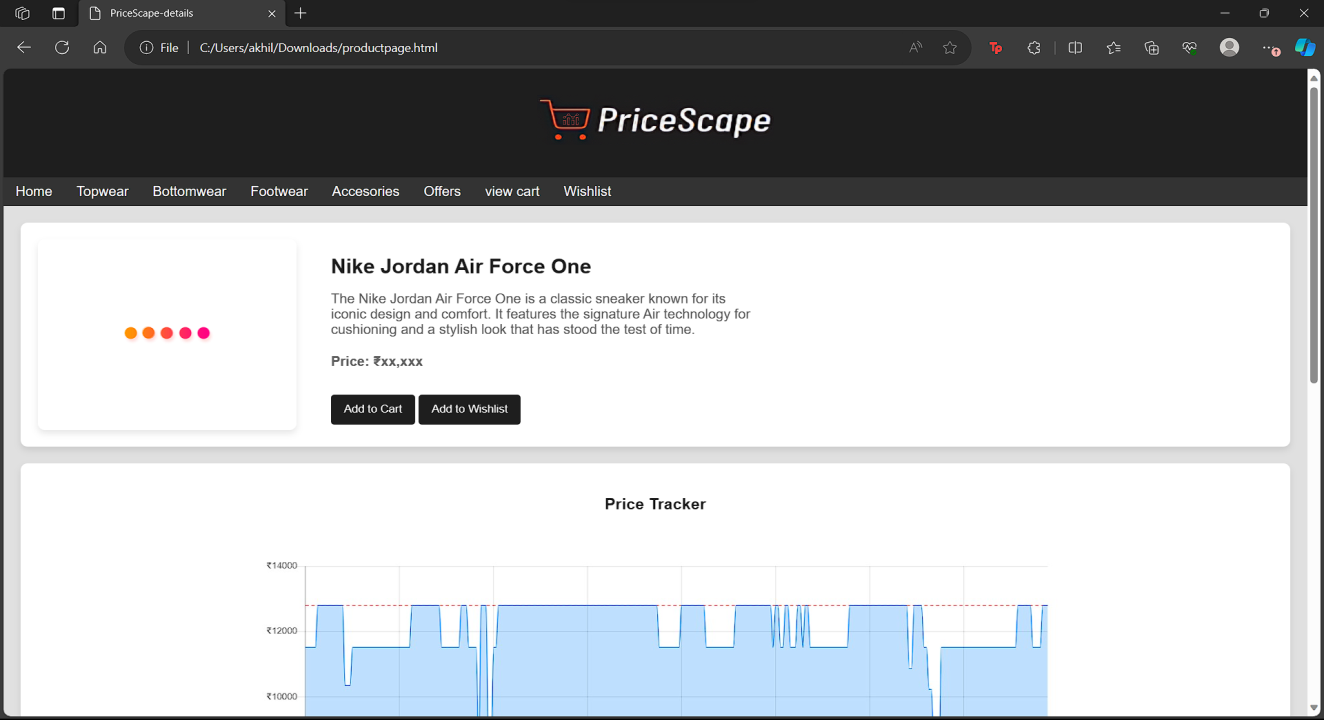 PriceScape-details
File
C:/Users/akhil/Downloads/productpage.html
PriceScape
Home Topwear Bottomwear Footwear Accesories Offers view cart Wishlist
Nike Jordan Air Force One
The Nike Jordan Air Force One is a classic sneaker known for its
iconic design and comfort. It features the signature Air technology for
cushioning and a stylish look that has stood the test of time.
Price: ₹xx,xxx
Add to Cart Add to Wishlist
Price Tracker
₹14000
₹12000
₹10000